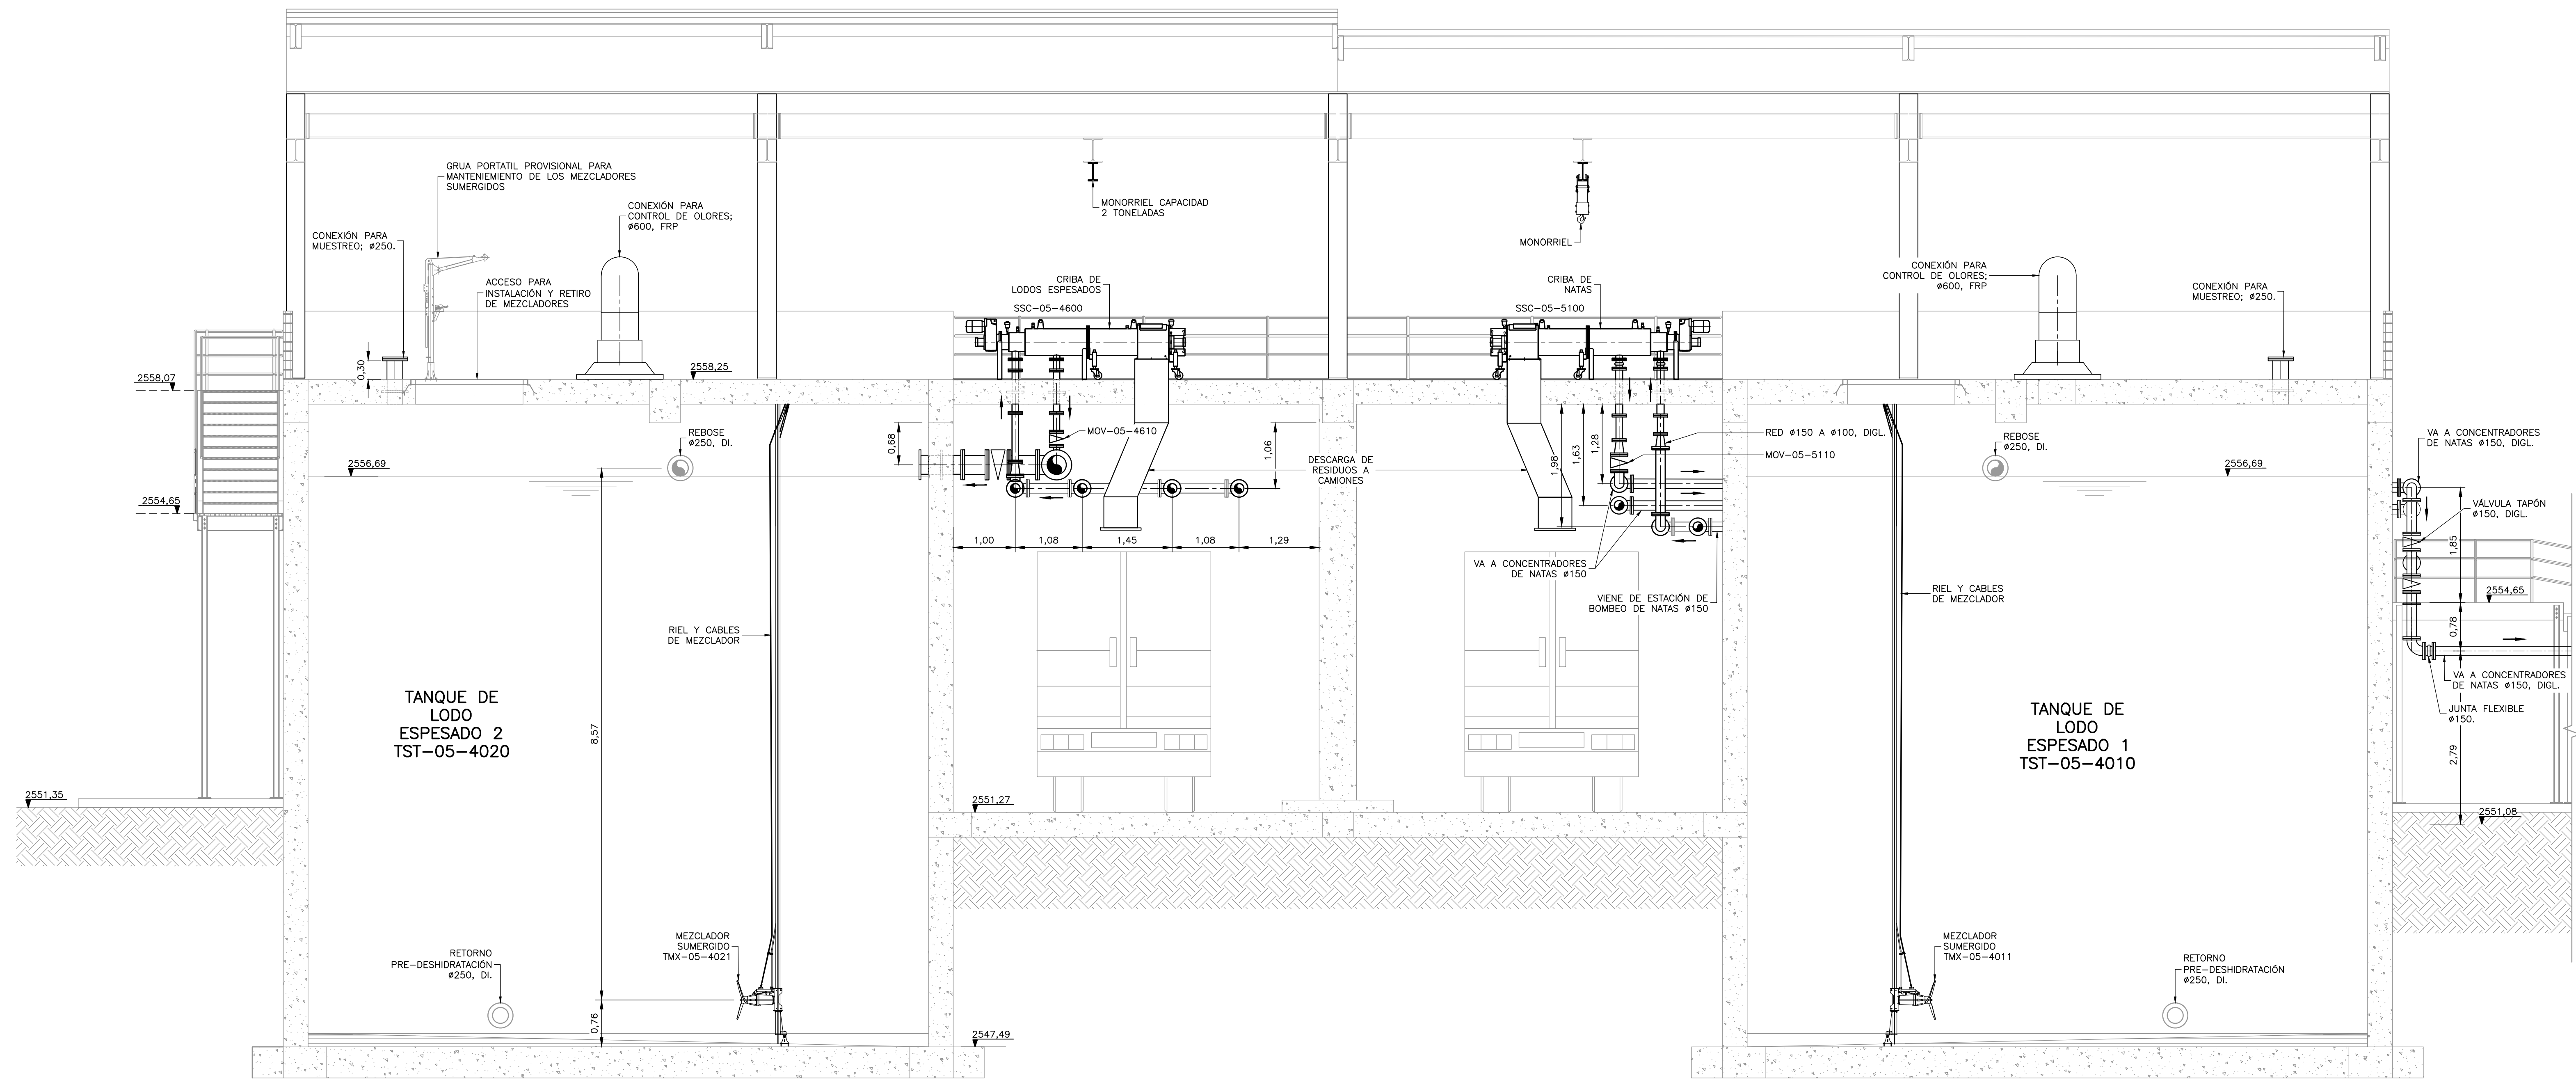 GRUA PORTATIL PROVISIONAL PARA
MANTENIEMIENTO DE LOS MEZCLADORES
SUMERGIDOS
CONEXIÓN PARA
CONTROL DE OLORES;
ø600, FRP
CONEXIÓN PARA
MUESTREO; ø250.
ACCESO PARA
INSTALACIÓN Y RETIRO
DE MEZCLADORES
MONORRIEL CAPACIDAD
2 TONELADAS
MONORRIEL
CRIBA DE
LODOS ESPESADOS
SSC-05-4600
CRIBA DE
NATAS
SSC-05-5100
CONEXIÓN PARA
CONTROL DE OLORES;
ø600, FRP
CONEXIÓN PARA
MUESTREO; ø250.
2558,07
0,30
2558,25
2554,65
2556,69
REBOSE
ø250, DI.
0,68
MOV-05-4610
1,06
DESCARGA DE
RESIDUOS A
CAMIONES
1,98
1,63
1,28
RED ø150 A ø100, DIGL.
MOV-05-5110
REBOSE
ø250, DI.
2556,69
VA A CONCENTRADORES
DE NATAS ø150, DIGL.
VÁLVULA TAPÓN
ø150, DIGL.
1,85
1,00
1,08
1,45
1,08
1,29
VA A CONCENTRADORES
DE NATAS ø150
VIENE DE ESTACIÓN DE
BOMBEO DE NATAS ø150
RIEL Y CABLES
DE MEZCLADOR
2554,65
0,78
RIEL Y CABLES
DE MEZCLADOR
VA A CONCENTRADORES
DE NATAS ø150, DIGL.
JUNTA FLEXIBLE
ø150.
2,79
TANQUE DE
LODO
ESPESADO 2
TST-05-4020
8,57
TANQUE DE
LODO
ESPESADO 1
TST-05-4010
2551,35
2551,27
2551,08
RETORNO
PRE-DESHIDRATACIÓN
ø250, DI.
MEZCLADOR
SUMERGIDO
TMX-05-4021
0,76
2547,49
MEZCLADOR
SUMERGIDO
TMX-05-4011
RETORNO
PRE-DESHIDRATACIÓN
ø250, DI.